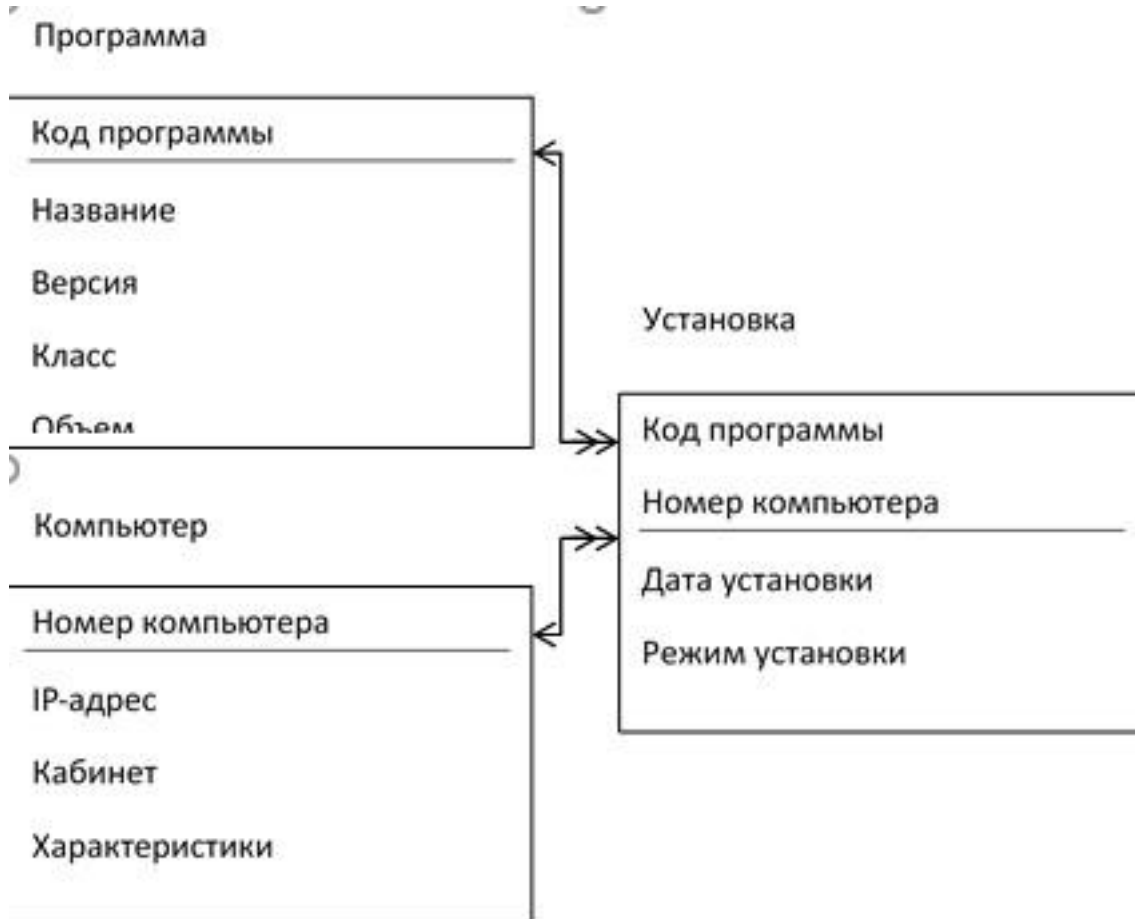 Программа
Код программы
Название
Версия
Класс
Объем
Компьютер
Номер компьютера
IP-адрес
Кабинет
Характеристики
Установка
Код программы
Номер компьютера
Дата установки
Режим установки